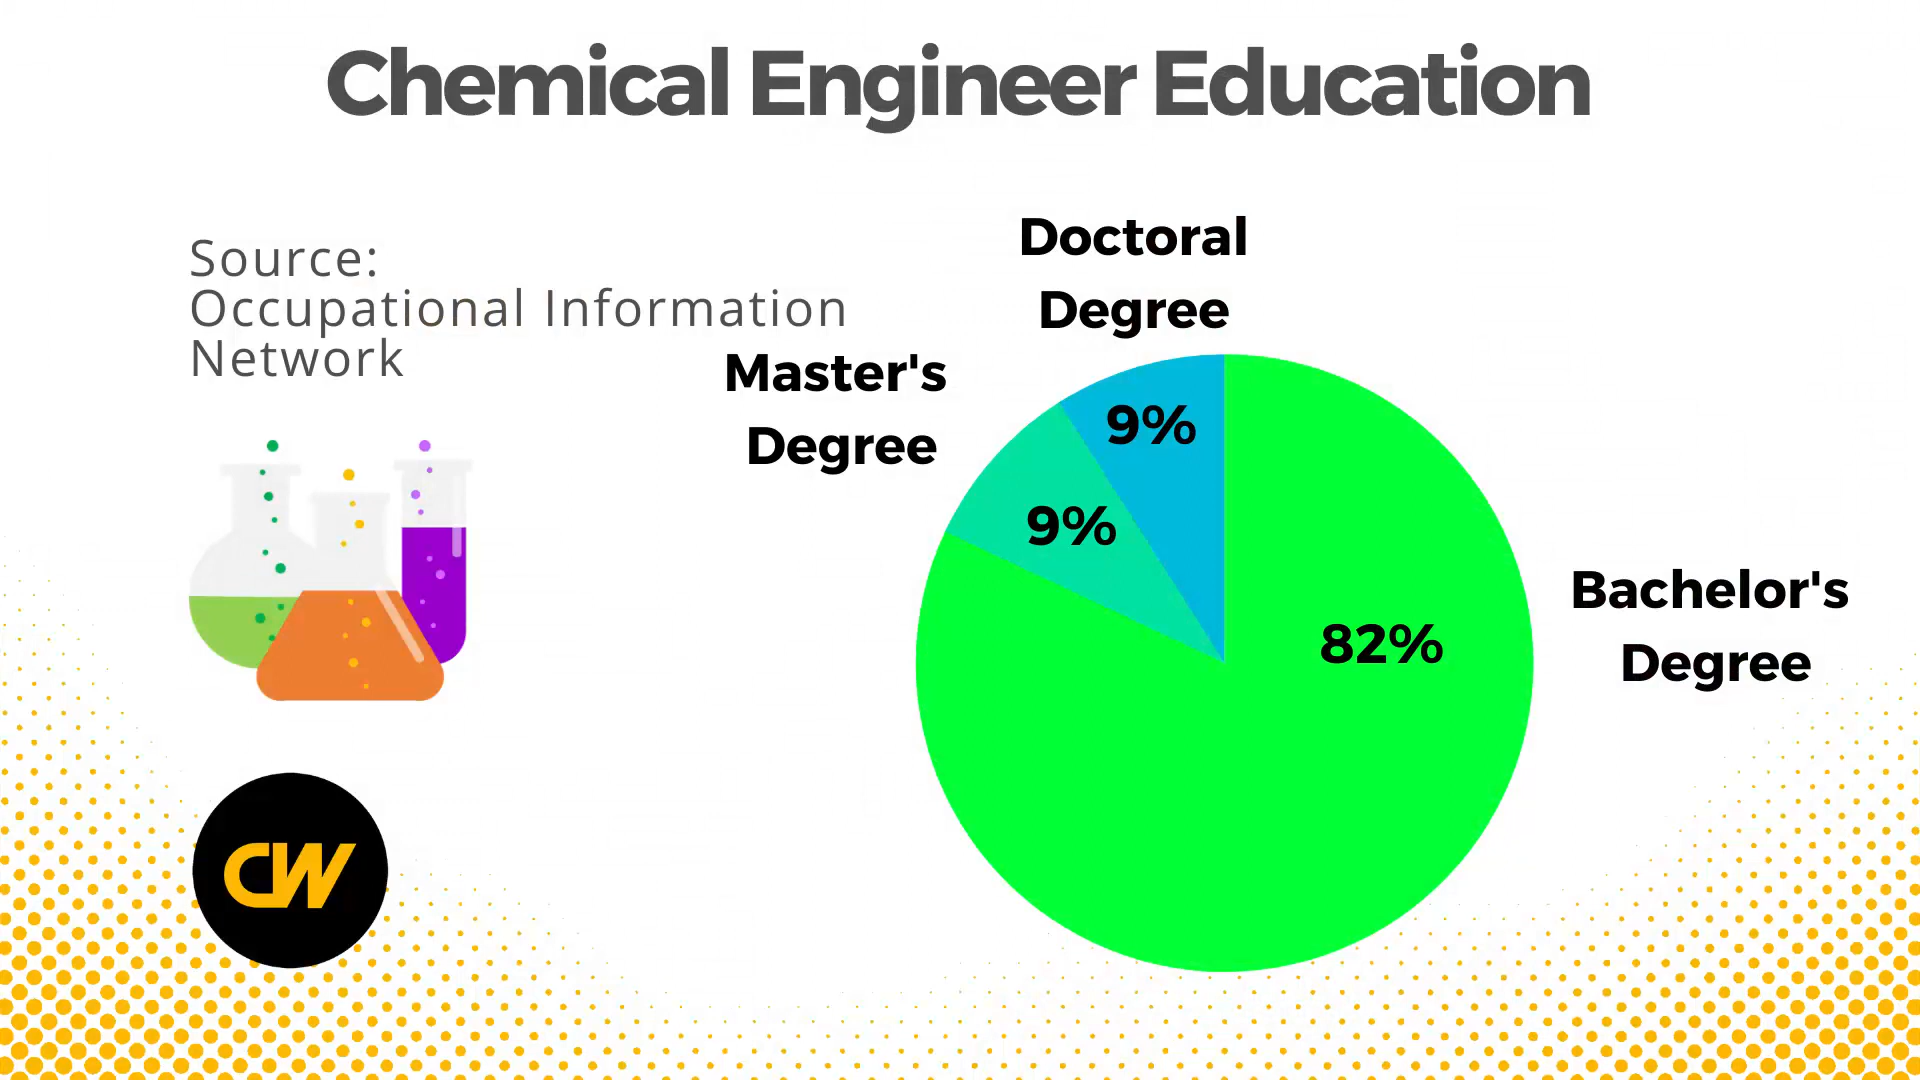 Chemical Engineer Education
Source:
Occupational Information
Network
Doctoral
Degree
Master's
Degree
9%
9%
82%
Bachelor's
Degree
CW